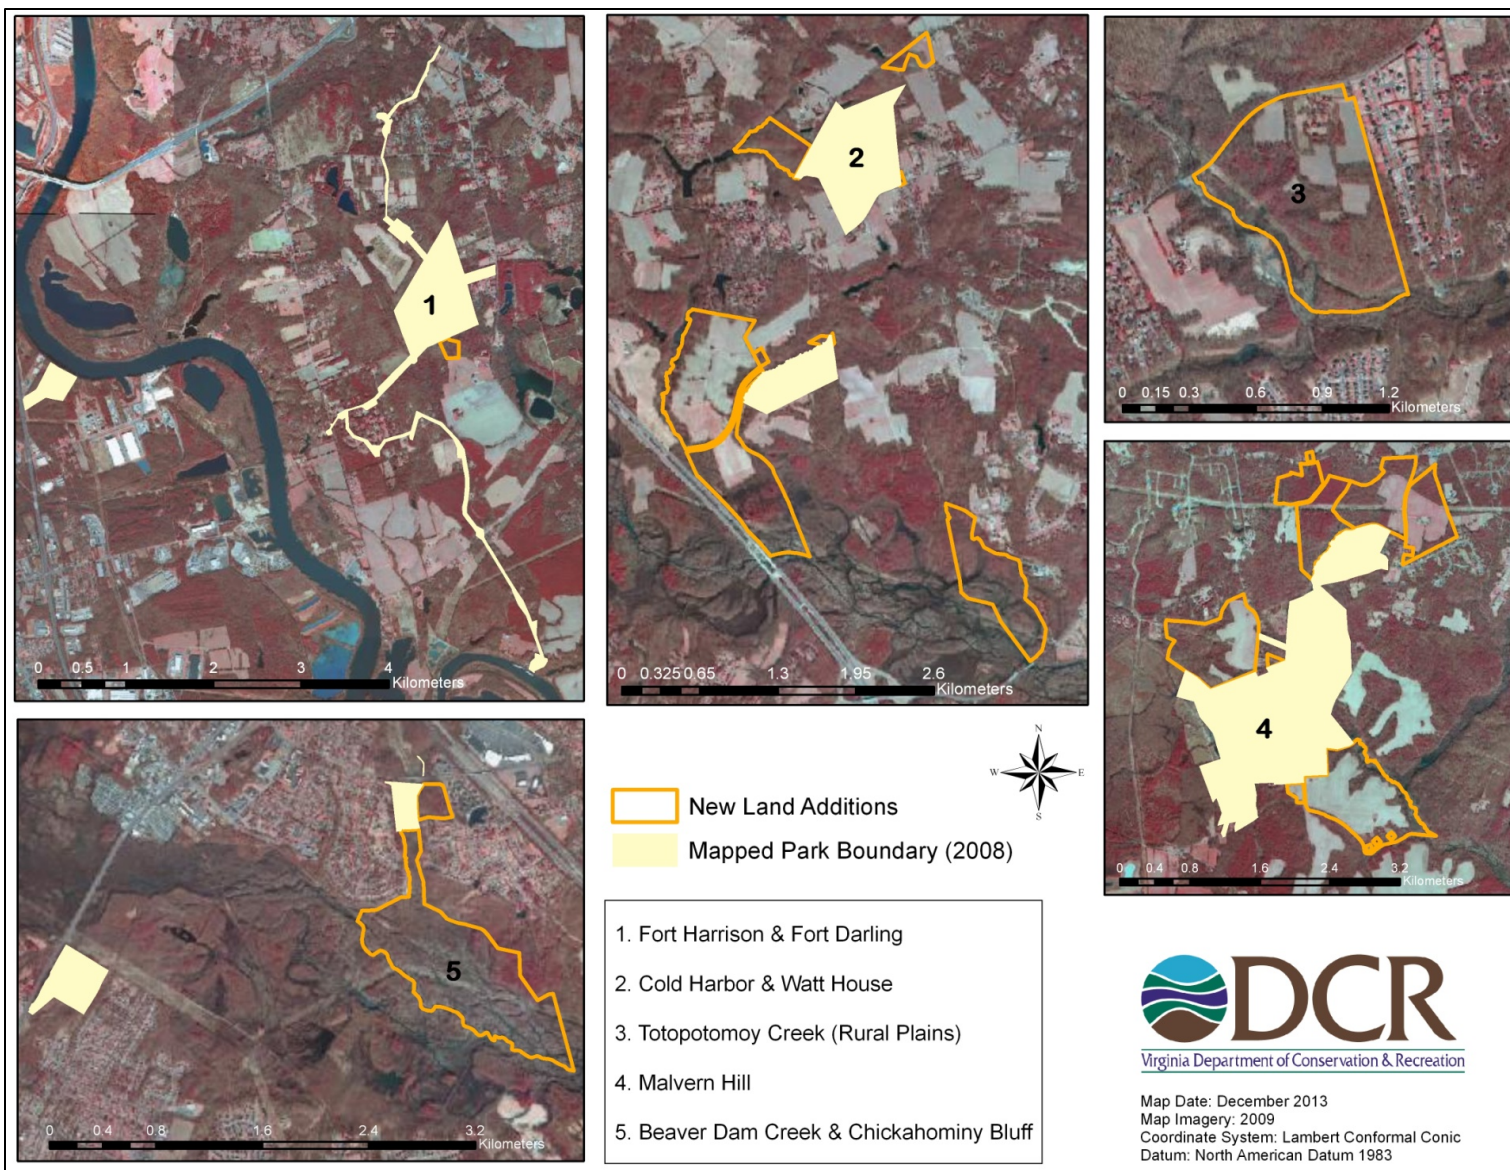 1
0 0.5 1 2 3 4
Kilometers
2
0 0.325 0.65 1.3 1.95 2.6
Kilometers
3
0 0.15 0.3 0.6 0.9 1.2
Kilometers
4
0 0.4 0.8 1.6 2.4 3.2
Kilometers
5
0 0.4 0.8 1.6 2.4 3.2
Kilometers
N
W E
S
New Land Additions
Mapped Park Boundary (2008)
1. Fort Harrison & Fort Darling
2. Cold Harbor & Watt House
3. Totopotomoy Creek (Rural Plains)
4. Malvern Hill
5. Beaver Dam Creek & Chickahominy Bluff
DCR
Virginia Department of Conservation & Recreation
Map Date: December 2013
Map Imagery: 2009
Coordinate System: Lambert Conformal Conic
Datum: North American Datum 1983